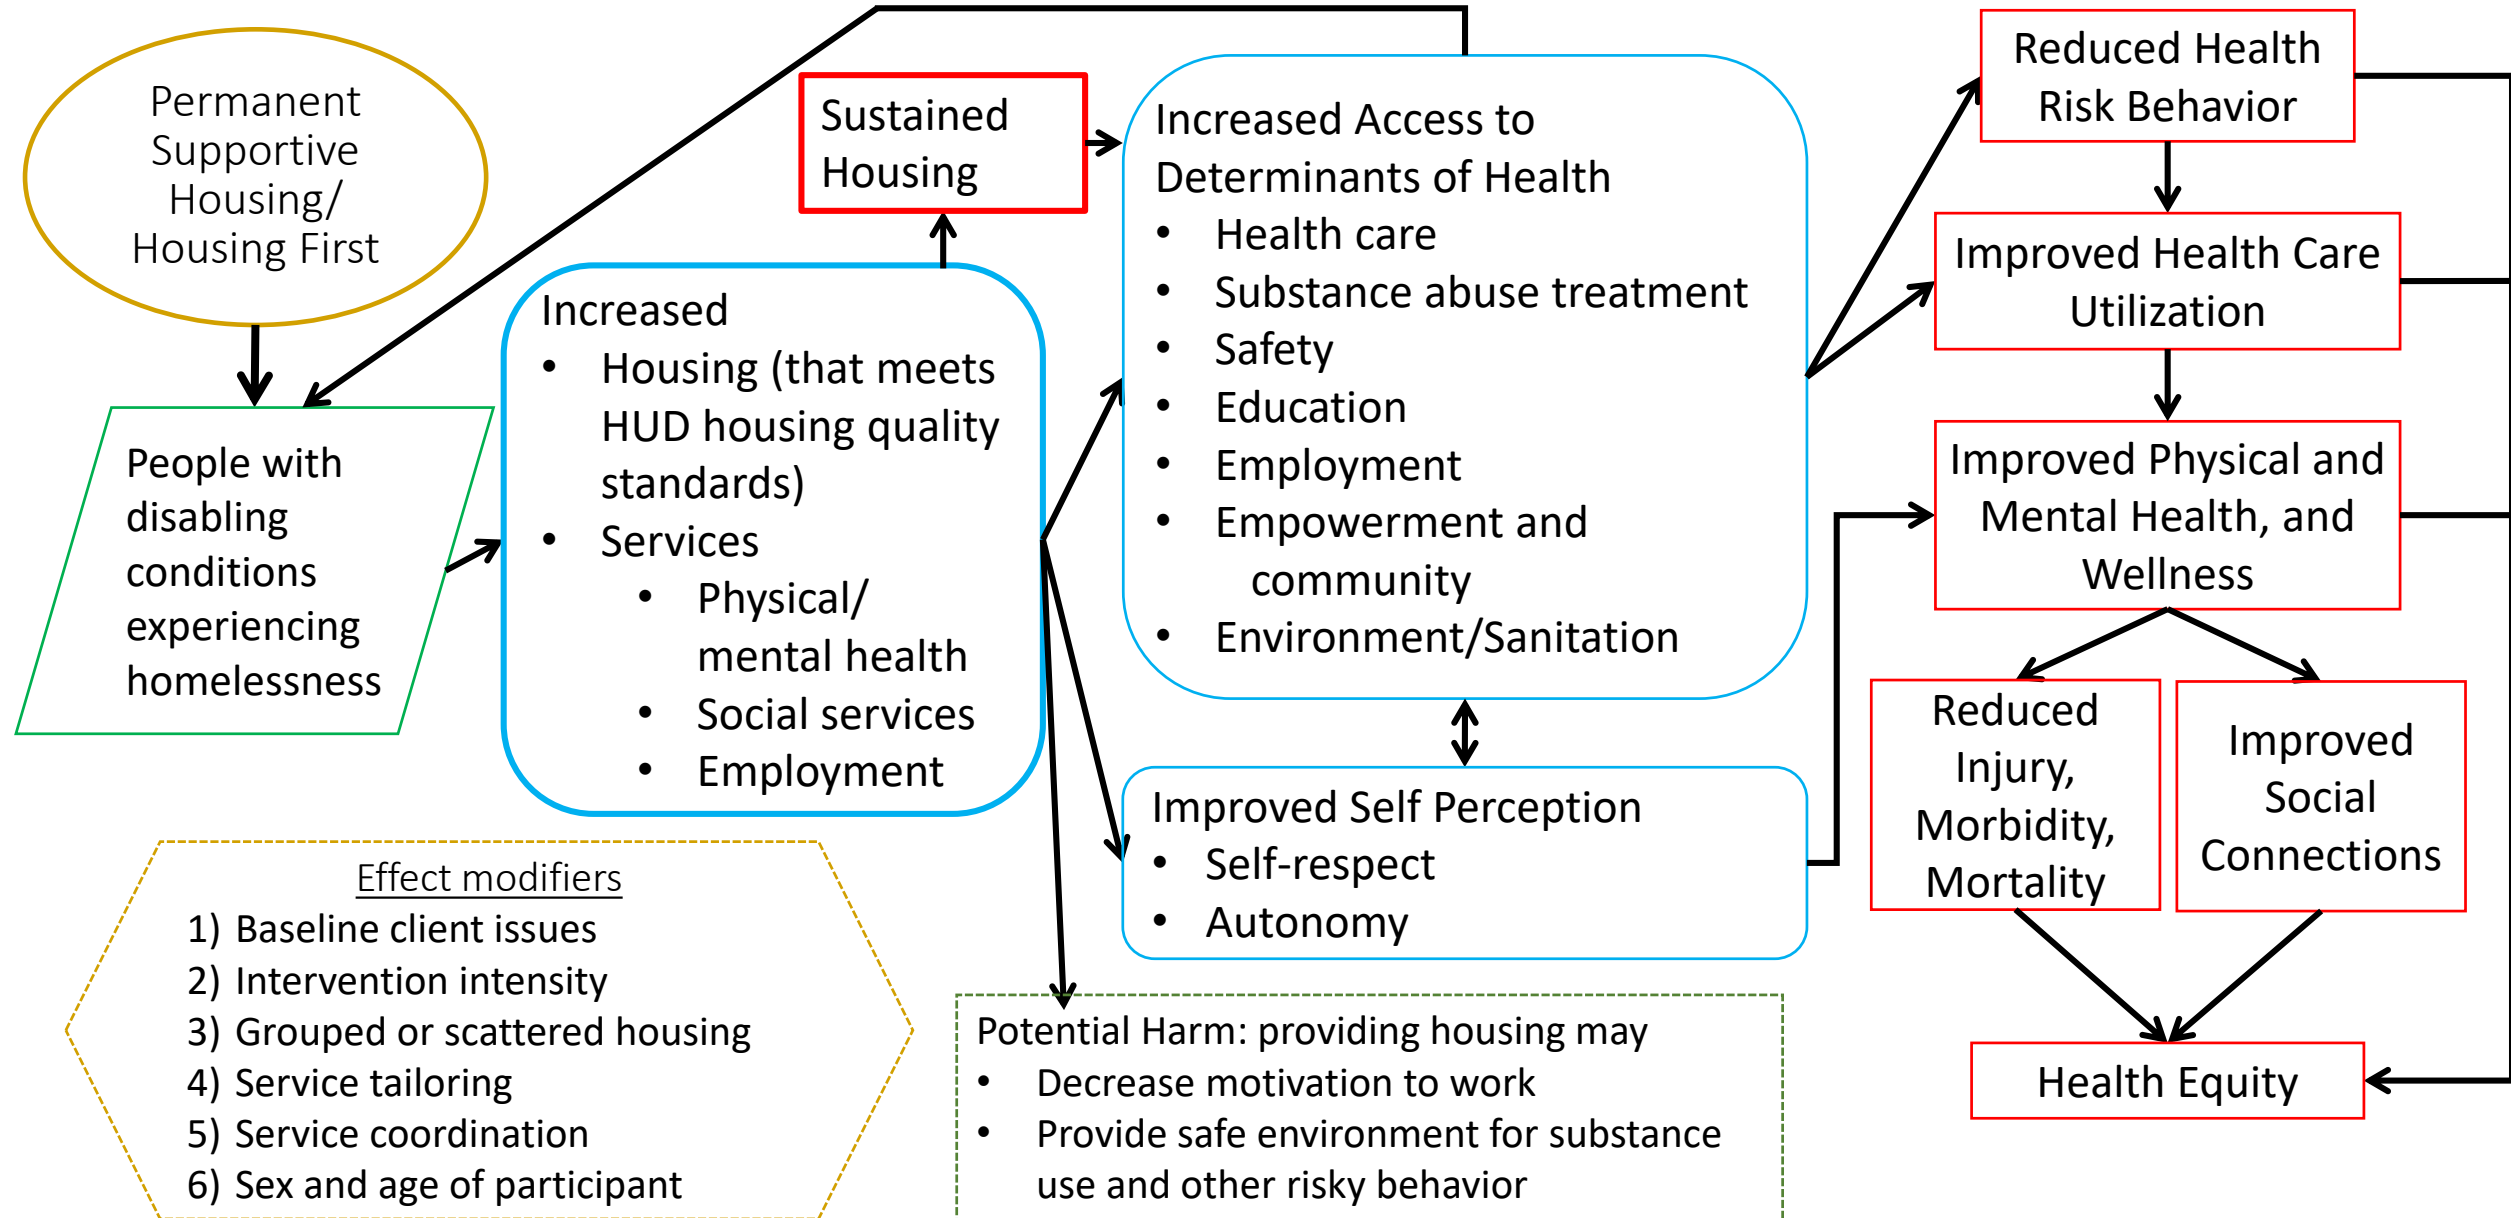 Permanent
Supportive
Housing/
Housing First
People with
disabling
conditions
experiencing
homelessness
Increased
• Housing (that meets
HUD housing quality
standards)
• Services
• Physical/
mental health
• Social services
• Employment
Sustained
Housing
Increased Access to
Determinants of Health
• Health care
• Substance abuse treatment
• Safety
• Education
• Employment
• Empowerment and
community
• Environment/Sanitation
Improved Self Perception
• Self-respect
• Autonomy
Reduced Health
Risk Behavior
Improved Health Care
Utilization
Improved Physical and
Mental Health, and
Wellness
Reduced
Injury,
Morbidity,
Mortality
Improved
Social
Connections
Health Equity
Effect modifiers
1) Baseline client issues
2) Intervention intensity
3) Grouped or scattered housing
4) Service tailoring
5) Service coordination
6) Sex and age of participant
Potential Harm: providing housing may
• Decrease motivation to work
• Provide safe environment for substance
use and other risky behavior